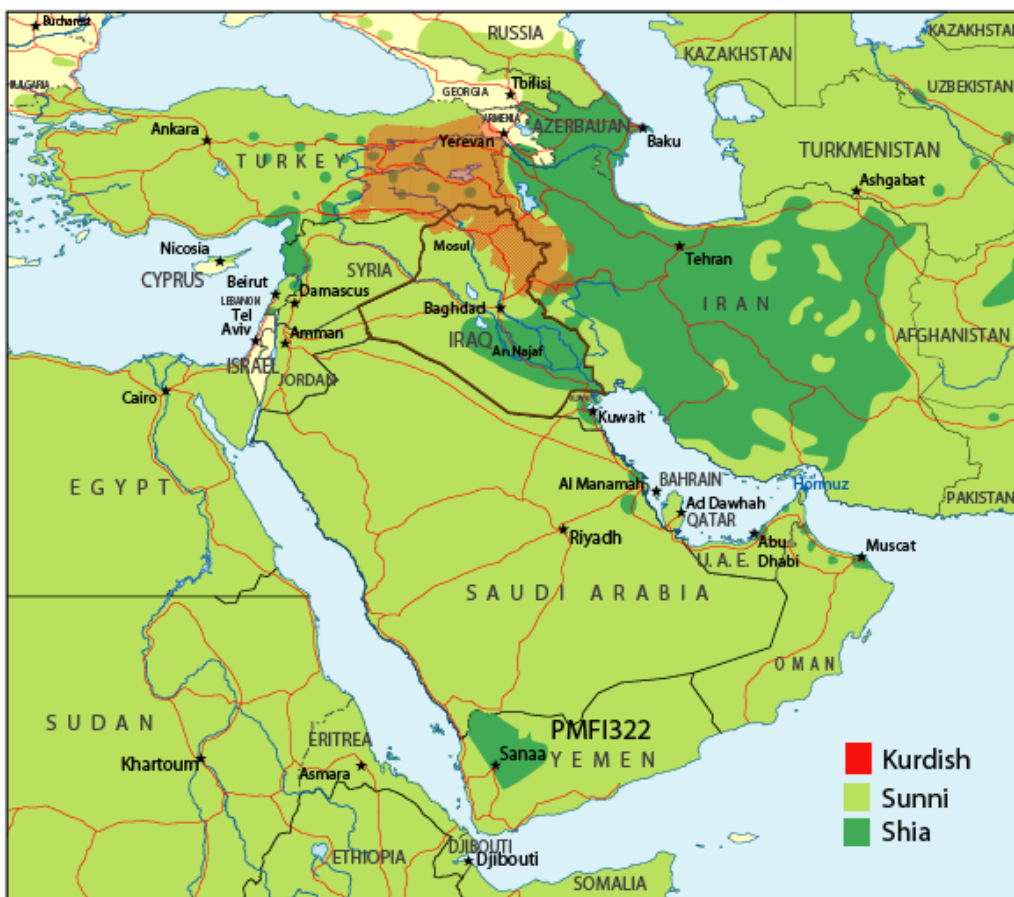 Bucharest
RUSSIA
KAZAKHSTAN
KAZAKHSTAN
BULGARIA
UZBEKISTAN
GEORGIA
Tbilisi
ARMENIA
AZERBAIJAN
Ankara
Yerevan
Baku
TURKEY
TURKMENISTAN
Ashgabat
Nicosia
Mosul
Tehran
CYPRUS
SYRIA
Beirut
LEBANON
Damascus
IRAN
Tel
Aviv
Baghdad
AFGHANISTAN
Amman
IRAQ
An Najaf
ISRAEL
JORDAN
Cairo
Kuwait
EGYPT
Al Manamah
BAHRAIN
Hormuz
PAKISTAN
Ad Dawhah
QATAR
Riyadh
Abu
Dhabi
Muscat
U. A. E.
SAUDI ARABIA
OMAN
SUDAN
PMFI322
ERITREA
Sanaa
YEMEN
Khartoum
Asmara
Kurdish
Sunni
Shia
DJIBOUTI
Djibouti
ETHIOPIA
SOMALIA